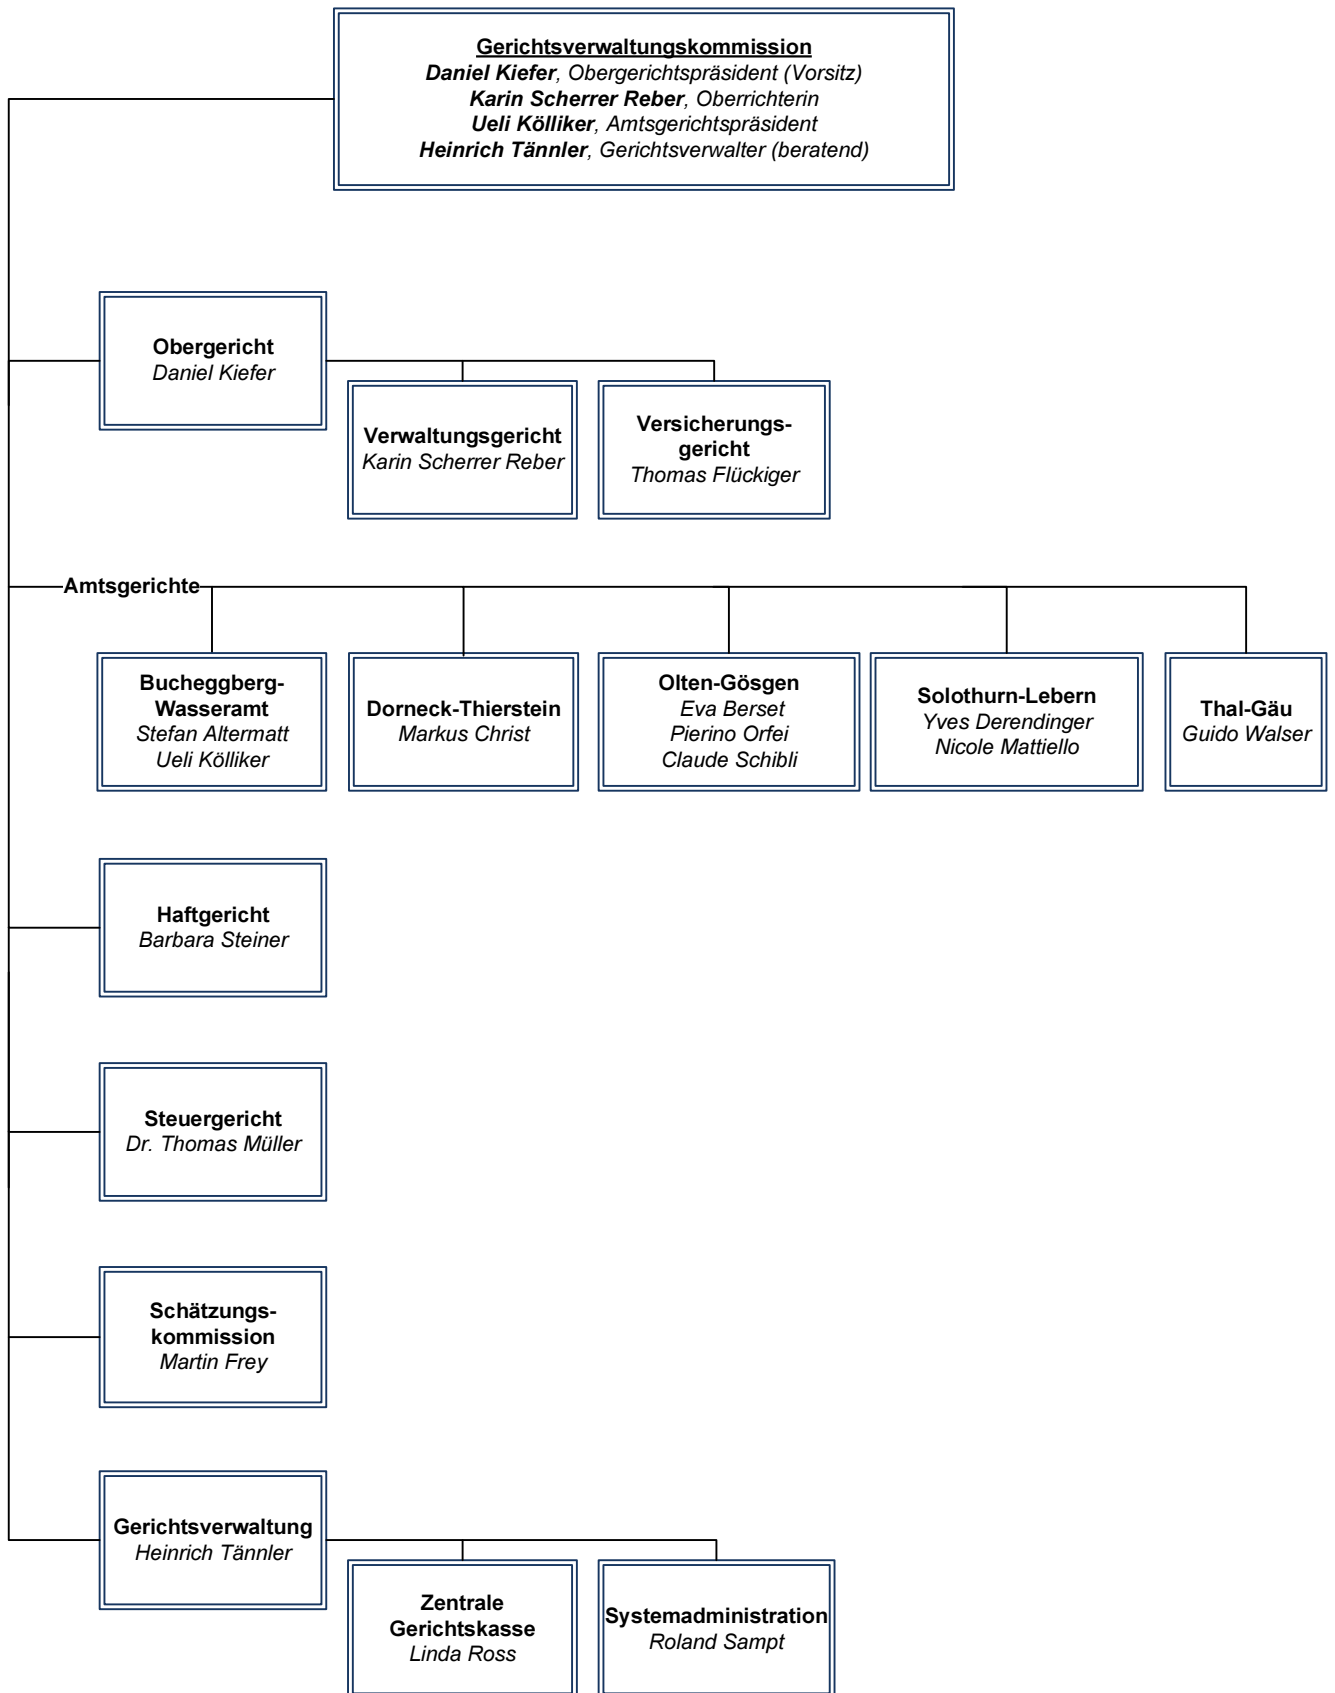 Gerichtsverwaltungskommission
Daniel Kiefer, Obergerichtspräsident (Vorsitz)
Karin Scherrer Reber, Oberrichterin
Ueli Kölliker, Amtsgerichtspräsident
Heinrich Tännler, Gerichtsverwalter (beratend)
Obergericht
Daniel Kiefer
Verwaltungsgericht
Karin Scherrer Reber
Versicherungs-
gericht
Thomas Flückiger
Amtsgerichte
Bucheggberg-
Wasseramt
Stefan Altermatt
Ueli Kölliker
Dorneck-Thierstein
Markus Christ
Olten-Gösgen
Eva Berset
Pierino Orfei
Claude Schibli
Solothurn-Lebern
Yves Derendinger
Nicole Mattiello
Thal-Gäu
Guido Walser
Haftgericht
Barbara Steiner
Steuergericht
Dr. Thomas Müller
Schätzungs-
kommission
Martin Frey
Gerichtsverwaltung
Heinrich Tännler
Zentrale
Gerichtskasse
Linda Ross
Systemadministration
Roland Sampt